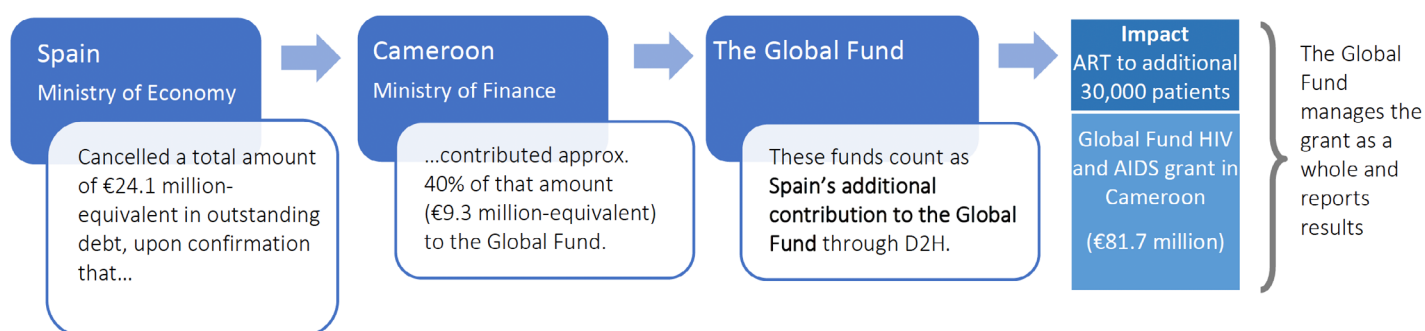 Spain
Ministry of Economy
Cancelled a total amount
of €24.1 million-
equivalent in outstanding
debt, upon confirmation
that…
Cameroon
Ministry of Finance
…contributed approx.
40% of that amount
(€9.3 million-equivalent)
to the Global Fund.
The Global Fund
These funds count as
Spain’s additional
contribution to the Global
Fund through D2H.
Impact
ART to additional
30,000 patients
Global Fund HIV
and AIDS grant in
Cameroon
(€81.7 million)
The Global
Fund
manages the
grant as a
whole and
reports
results